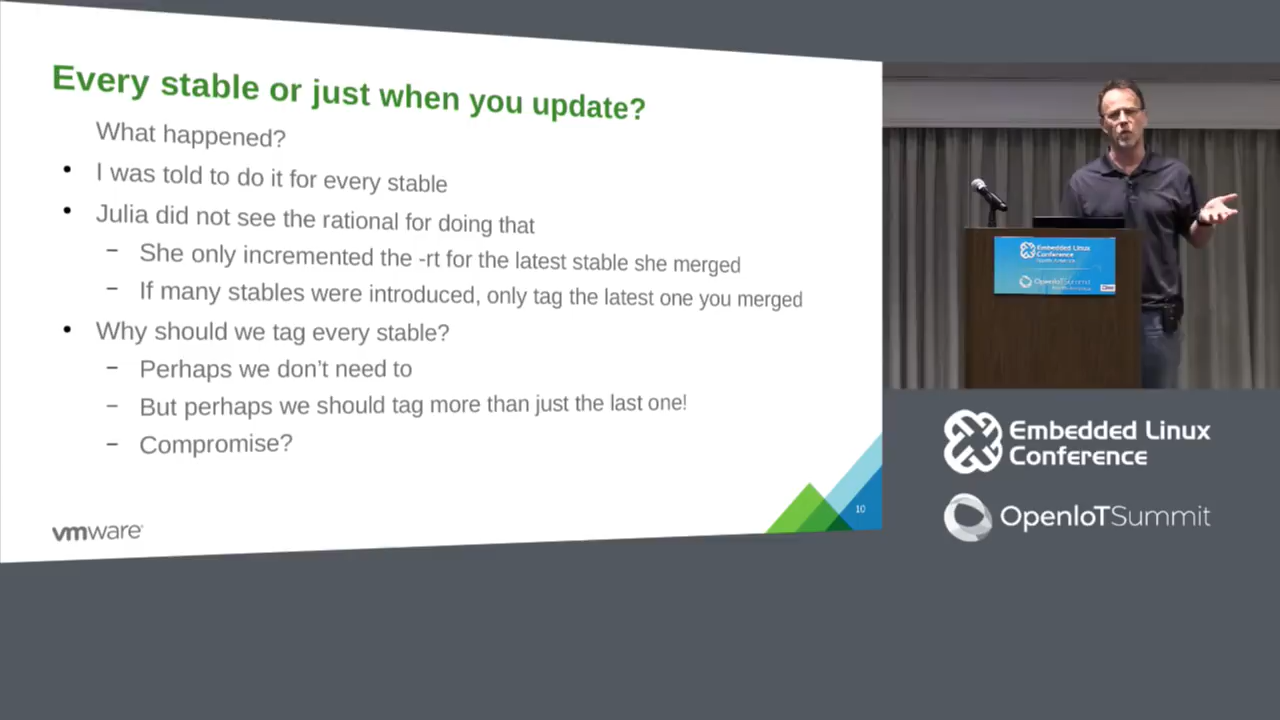 Every stable or just when you update?
What happened?
• I was told to do it for every stable
• Julia did not see the rational for doing that
– She only incremented the -rt for the latest stable she merged
– If many stables were introduced, only tag the latest one you merged
• Why should we tag every stable?
– Perhaps we don't need to
– But perhaps we should tag more than just the last one!
– Compromise?
10
vmware
Embedded Linux
Conference
OpenIoTSummit
Embedded Linux
Conference
OpenIoTSummit